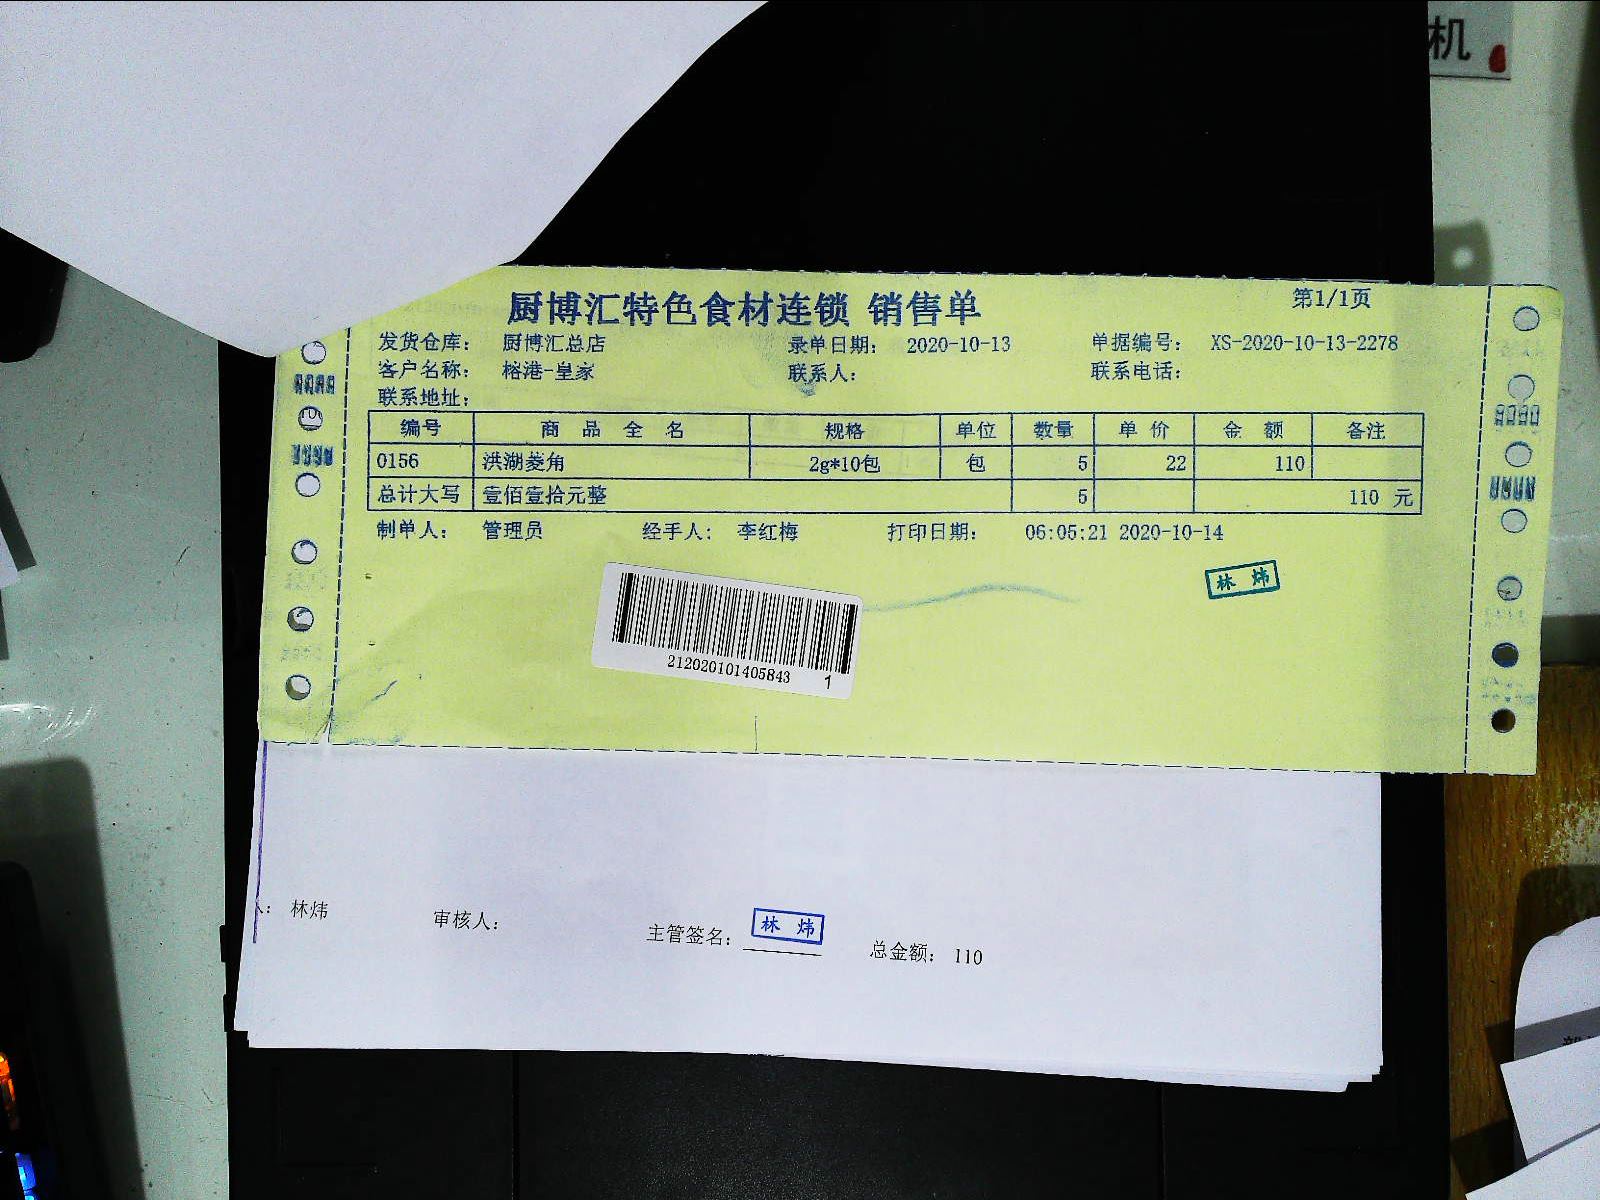 机
厨博汇特色食材连锁 销售单
第1/1页
发货仓库： 厨博汇总店 录单日期： 2020-10-13 单据编号： XS-2020-10-13-2278
客户名称： 榕港-皇家 联系人： 联系电话：
联系地址：
编号 商品全名 规格 单位 数量 单价 金额 备注
0156 洪湖菱角 2g*10包 包 5 22 110
总计大写 壹佰壹拾元整 5 110 元
制单人： 管理员 经手人： 李红梅 打印日期： 06:05:21 2020-10-14
林 炜
212020101405843 1
林炜 审核人： 主管签名： 林 炜 总金额： 110